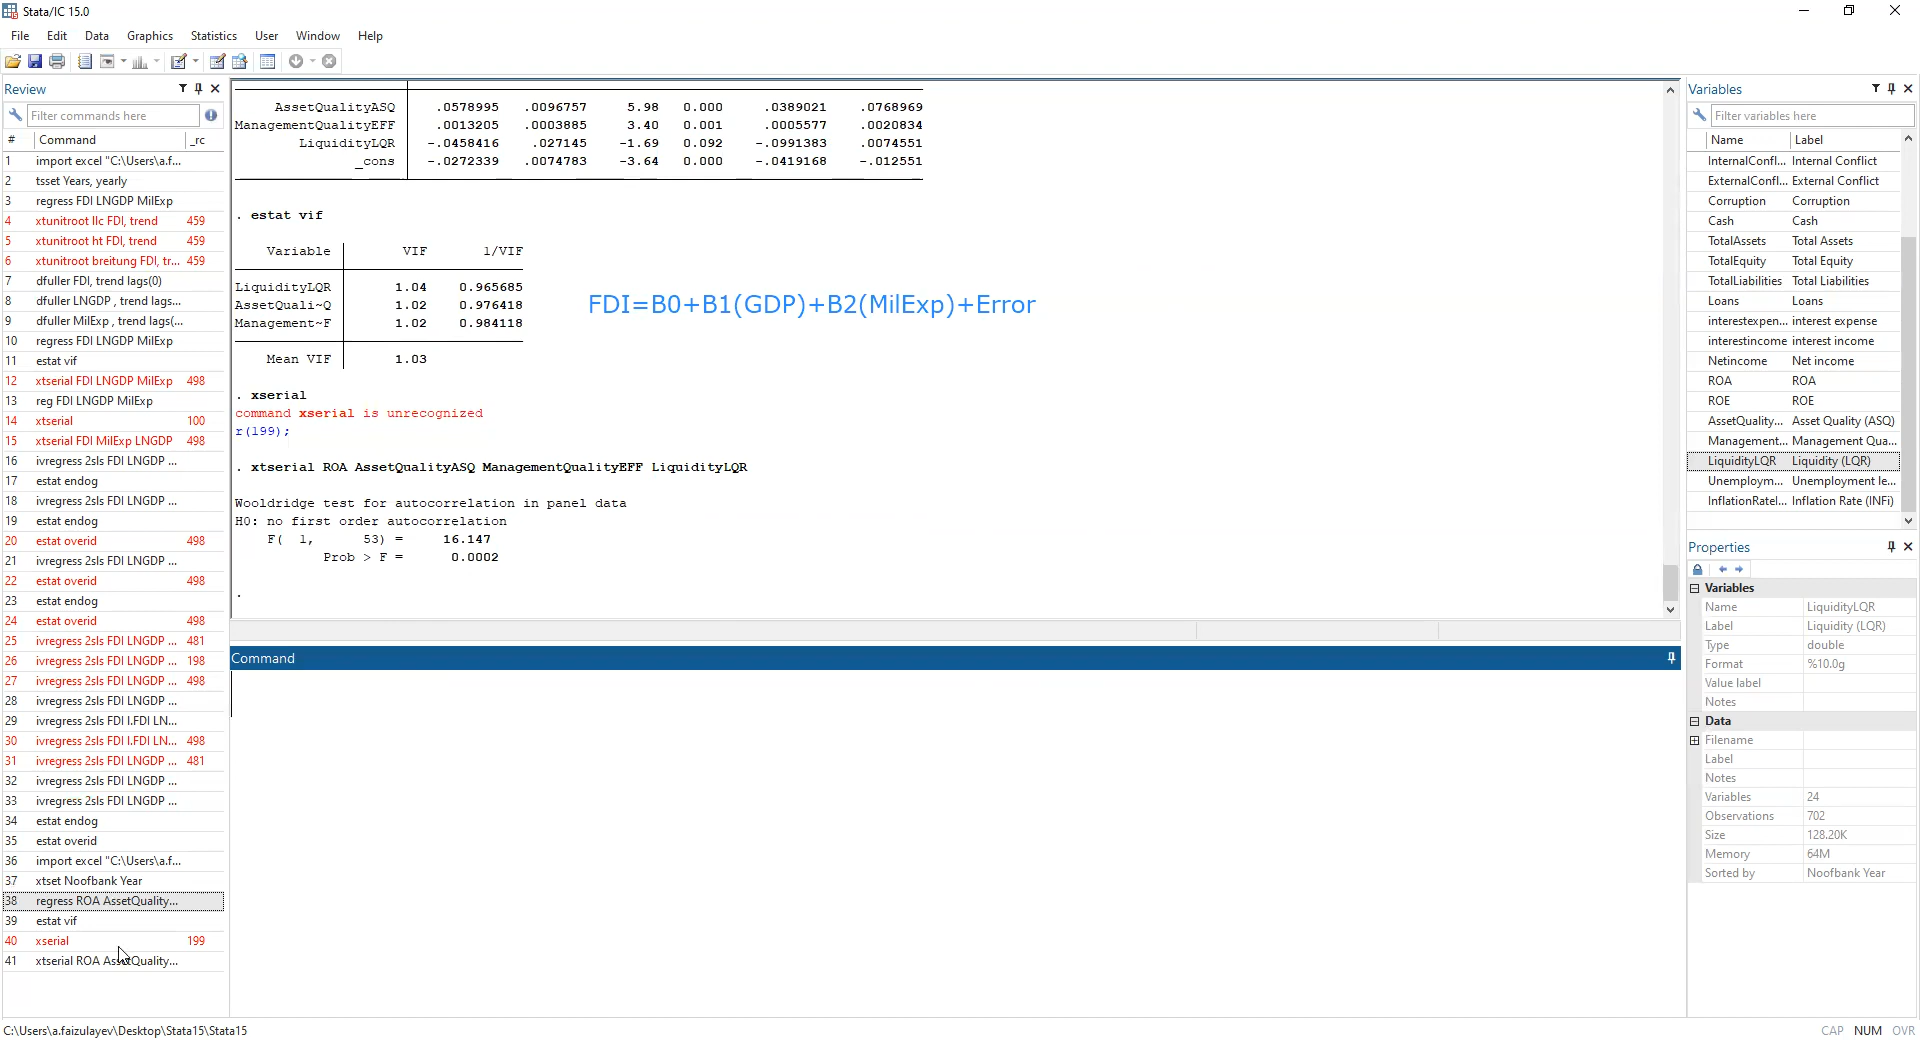 Stata/IC 15.0
File Edit Data Graphics Statistics User Window Help
Review
Filter commands here
# Command _rc
1 import excel "C:\Users\a.f...
2 tsset Years, yearly
3 regress FDI LNGDP MilExp
4 xtunitroot llc FDI, trend 459
5 xtunitroot ht FDI, trend 459
6 xtunitroot breitung FDI, tr... 459
7 dfuller FDI, trend lags(0)
8 dfuller LNGDP , trend lags...
9 dfuller MilExp , trend lags(...
10 regress FDI LNGDP MilExp
11 estat vif
12 xtserial FDI LNGDP MilExp 498
13 reg FDI LNGDP MilExp
14 xtserial 100
15 xtserial FDI MilExp LNGDP 498
16 ivregress 2sls FDI LNGDP ...
17 estat endog
18 ivregress 2sls FDI LNGDP ...
19 estat endog
20 estat overid 498
21 ivregress 2sls FDI LNGDP ...
22 estat overid 498
23 estat endog
24 estat overid 498
25 ivregress 2sls FDI LNGDP ... 481
26 ivregress 2sls FDI LNGDP ... 198
27 ivregress 2sls FDI LNGDP ... 498
28 ivregress 2sls FDI LNGDP ...
29 ivregress 2sls FDI l.FDI LN...
30 ivregress 2sls FDI l.FDI LN... 498
31 ivregress 2sls FDI LNGDP ... 481
32 ivregress 2sls FDI LNGDP ...
33 ivregress 2sls FDI LNGDP ...
34 estat endog
35 estat overid
36 import excel "C:\Users\a.f...
37 xtset Noofbank Year
38 regress ROA AssetQuality...
39 estat vif
40 xserial 199
41 xtserial ROA AssetQuality...
AssetQualityASQ .0578995 .0096757 5.98 0.000 .0389021 .0768969
ManagementQualityEFF .0013205 .0003885 3.40 0.001 .0005577 .0020834
LiquidityLQR -.0458416 .027145 -1.69 0.092 -.0991383 .0074551
_cons -.0272339 .0074783 -3.64 0.000 -.0419168 -.012551
. estat vif
Variable VIF 1/VIF
LiquidityLQR 1.04 0.965685
AssetQuali~Q 1.02 0.976418
Management~F 1.02 0.984118
Mean VIF 1.03
FDI=B0+B1(GDP)+B2(MilExp)+Error
. xserial
command xserial is unrecognized
r(199);
. xtserial ROA AssetQualityASQ ManagementQualityEFF LiquidityLQR
Wooldridge test for autocorrelation in panel data
H0: no first order autocorrelation
F( 1, 53) = 16.147
Prob > F = 0.0002
.
Command
Variables
Filter variables here
Name Label
InternalConfl... Internal Conflict
ExternalConfl... External Conflict
Corruption Corruption
Cash Cash
TotalAssets Total Assets
TotalEquity Total Equity
TotalLiabilities Total Liabilities
Loans Loans
interestexpen... interest expense
interestincome interest income
Netincome Net income
ROA ROA
ROE ROE
AssetQuality... Asset Quality (ASQ)
Management... Management Qua...
LiquidityLQR Liquidity (LQR)
Unemploym... Unemployment le...
InflationRateI... Inflation Rate (INFi)
Properties
Variables
Name LiquidityLQR
Label Liquidity (LQR)
Type double
Format %10.0g
Value label
Notes
Data
Filename
Label
Notes
Variables 24
Observations 702
Size 128.20K
Memory 64M
Sorted by Noofbank Year
C:\Users\a.faizulayev\Desktop\Stata15\Stata15
CAP NUM OVR